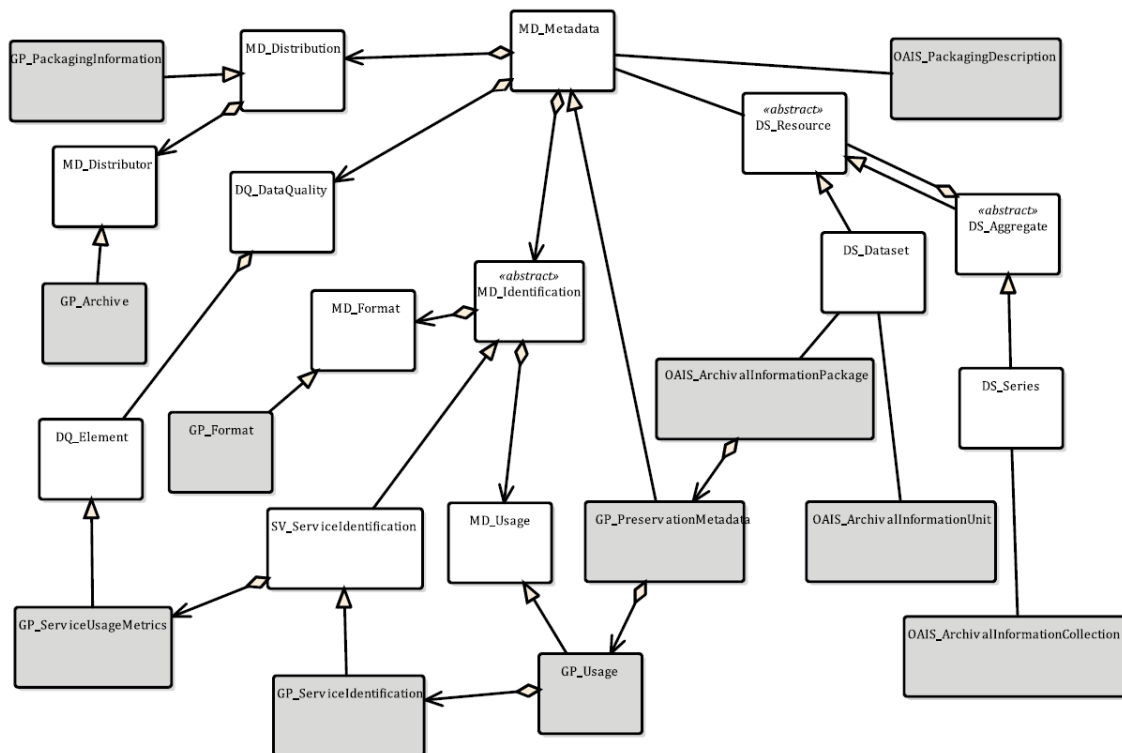 MD_Metadata
MD_Distribution
GP_PackagingInformation
OAIS_PackagingDescription
«abstract»
DS_Resource
MD_Distributor
DQ_DataQuality
«abstract»
DS_Aggregate
DS_Dataset
«abstract»
MD_Identification
GP_Archive
MD_Format
OAIS_ArchivalInformationPackage
DS_Series
GP_Format
DQ_Element
SV_ServiceIdentification
MD_Usage
GP_PreservationMetadata
OAIS_ArchivalInformationUnit
GP_ServiceUsageMetrics
OAIS_ArchivalInformationCollection
GP_Usage
GP_ServiceIdentification